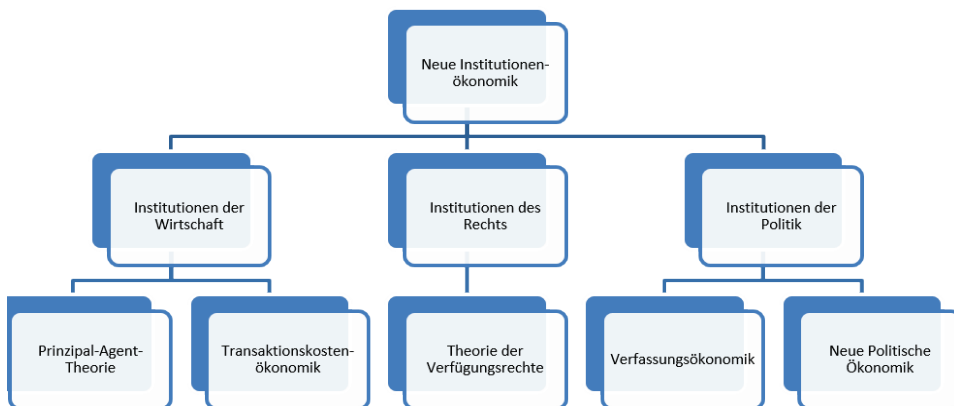 Neue Institutionen-
ökonomik
Institutionen der
Wirtschaft
Institutionen des
Rechts
Institutionen der
Politik
Prinzipal-Agent-
Theorie
Transaktionskosten-
ökonomik
Theorie der
Verfügungsrechte
Verfassungsökonomik
Neue Politische
Ökonomik